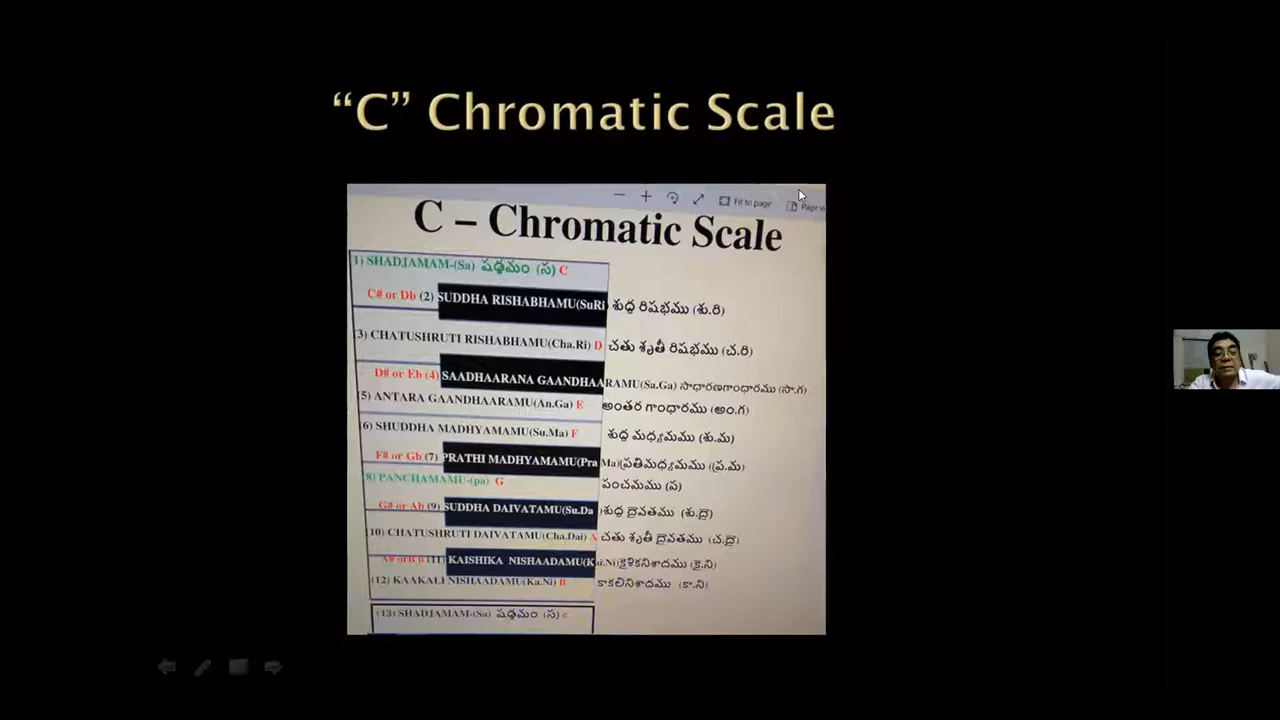 “C” Chromatic Scale
Fit to page
Page v
C – Chromatic Scale
1) SHADJAMAM-(Sa) షడ్జమం (స) C
C# or Db (2) SUDDHA RISHABHAMU(SuRi) శుద్ధ రిషభము (శు.రి)
(3) CHATUSHRUTI RISHABHAMU(Cha.Ri) D చతు శృతీ రిషభము (చ.రి)
D# or Eb (4) SAADHAARANA GAANDHAARAMU(Sa.Ga) సాధారణగాంధారము (సా.గ)
(5) ANTARA GAANDHAARAMU(An.Ga) E అంతర గాంధారము (అం.గ)
(6) SHUDDHA MADHYAMAMU(Su.Ma) F శుద్ధ మధ్యమము (శు.మ)
F# or Gb (7) PRATHI MADHYAMAMU(Pra Ma)(ప్రతిమధ్యమము (ప్ర.మ)
8) PANCHAMAMU-(pa) G పంచమము (ప)
G# or Ab (9) SUDDHA DAIVATAMU(Su.Da )శుద్ధ దైవతము (శు.దై)
(10) CHATUSHRUTI DAIVATAMU(Cha.Dai) A చతు శృతీ దైవతము (చ.దై)
A# or B b (11) KAISHIKA NISHAADAMU(Kai.Ni)కైశికనిశాదము (కై.ని)
(12) KAAKALI NISHAADAMU(Ka.Ni) B కాకలినిశాదము (కా.ని)
(13) SHADJAMAM-(Sa) షడ్జమం (స) c